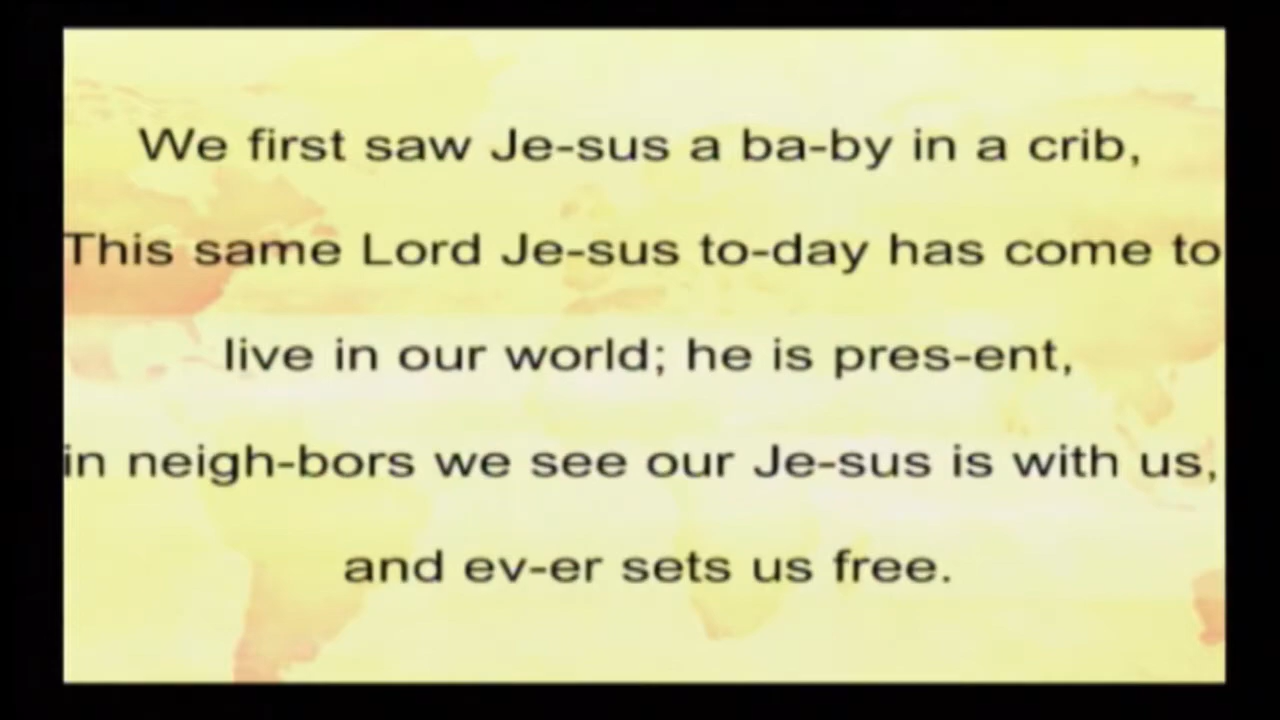 We first saw Je-sus a ba-by in a crib,
This same Lord Je-sus to-day has come to
live in our world; he is pres-ent,
in neigh-bors we see our Je-sus is with us,
and ev-er sets us free.